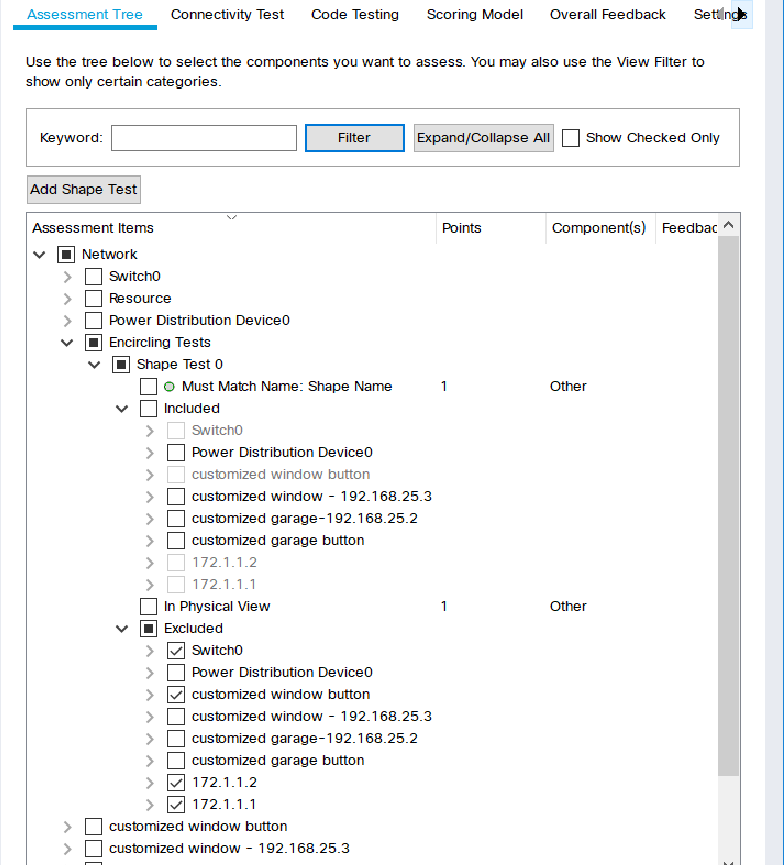 Assessment Tree Connectivity Test Code Testing Scoring Model Overall Feedback Settings
Use the tree below to select the components you want to assess. You may also use the View Filter to
show only certain categories.
Keyword: Filter Expand/Collapse All Show Checked Only
Add Shape Test
Assessment Items Points Component(s) Feedbac
Network
Switch0
Resource
Power Distribution Device0
Encircling Tests
Shape Test 0
Must Match Name: Shape Name 1 Other
Included
Switch0
Power Distribution Device0
customized window button
customized window - 192.168.25.3
customized garage-192.168.25.2
customized garage button
172.1.1.2
172.1.1.1
In Physical View 1 Other
Excluded
Switch0
Power Distribution Device0
customized window button
customized window - 192.168.25.3
customized garage-192.168.25.2
customized garage button
172.1.1.2
172.1.1.1
customized window button
customized window - 192.168.25.3